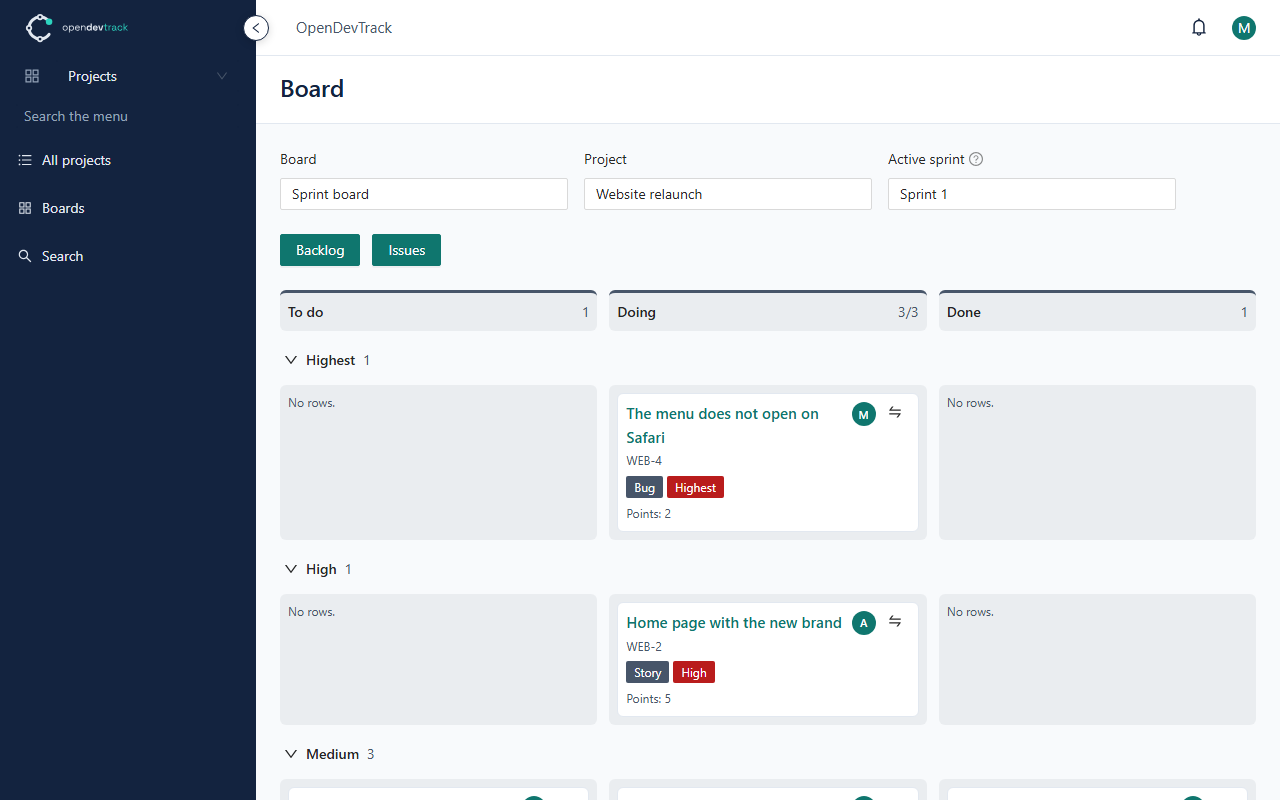 opendevtrack
OpenDevTrack
M
Projects
Search the menu
All projects
Boards
Search
Board
Board
Project
Active sprint
Sprint board
Website relaunch
Sprint 1
Backlog
Issues
To do 1
Doing 3/3
Done 1
Highest 1
No rows.
The menu does not open on
Safari
M
WEB-4
Bug Highest
Points: 2
No rows.
High 1
No rows.
Home page with the new brand
A
WEB-2
Story High
Points: 5
No rows.
Medium 3